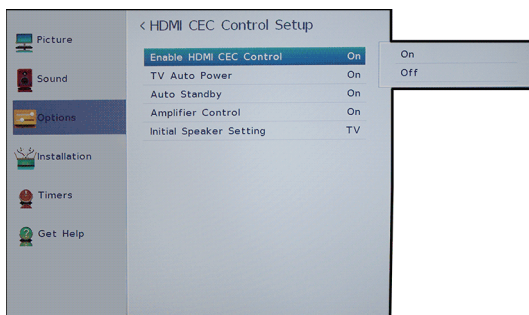 < HDMI CEC Control Setup
Picture
Sound
Options
Installation
Timers
Get Help
Enable HDMI CEC Control On
TV Auto Power On
Auto Standby On
Amplifier Control On
Initial Speaker Setting TV
On
Off